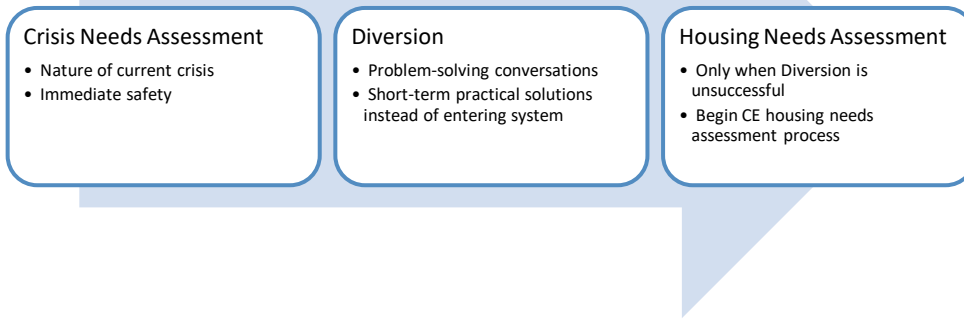 Crisis Needs Assessment
• Nature of current crisis
• Immediate safety
Diversion
• Problem-solving conversations
• Short-term practical solutions
instead of entering system
Housing Needs Assessment
• Only when Diversion is
unsuccessful
• Begin CE housing needs
assessment process